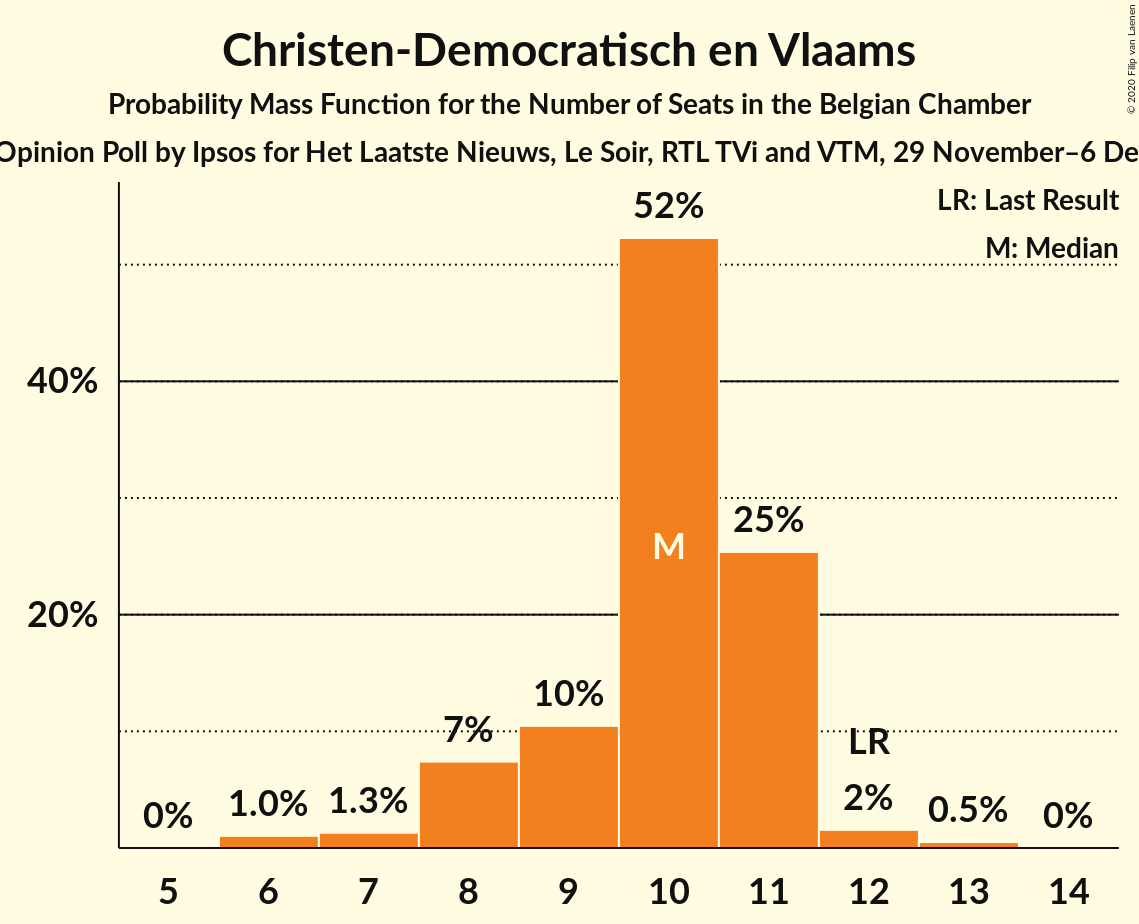 Christen-Democratisch en Vlaams
Probability Mass Function for the Number of Seats in the Belgian Chamber
Opinion Poll by Ipsos for Het Laatste Nieuws, Le Soir, RTL TVi and VTM, 29 November–6 De
© 2020 Filip van Laenen
LR: Last Result
M: Median
52%
40%
25%
M
20%
10%
7%
LR
0%
1.0%
1.3%
2%
0.5%
0%
5 6 7 8 9 10 11 12 13 14